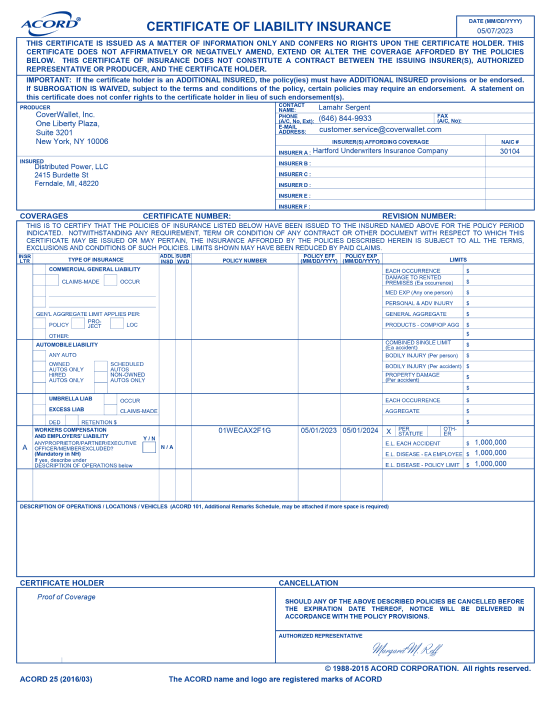 ACORD®
CERTIFICATE OF LIABILITY INSURANCE
DATE (MM/DD/YYYY)
05/07/2023
THIS CERTIFICATE IS ISSUED AS A MATTER OF INFORMATION ONLY AND CONFERS NO RIGHTS UPON THE CERTIFICATE HOLDER. THIS
CERTIFICATE DOES NOT AFFIRMATIVELY OR NEGATIVELY AMEND, EXTEND OR ALTER THE COVERAGE AFFORDED BY THE POLICIES
BELOW. THIS CERTIFICATE OF INSURANCE DOES NOT CONSTITUTE A CONTRACT BETWEEN THE ISSUING INSURER(S), AUTHORIZED
REPRESENTATIVE OR PRODUCER, AND THE CERTIFICATE HOLDER.
IMPORTANT: If the certificate holder is an ADDITIONAL INSURED, the policy(ies) must have ADDITIONAL INSURED provisions or be endorsed.
If SUBROGATION IS WAIVED, subject to the terms and conditions of the policy, certain policies may require an endorsement. A statement on
this certificate does not confer rights to the certificate holder in lieu of such endorsement(s).
PRODUCER
CoverWallet, Inc.
One Liberty Plaza,
Suite 3201
New York, NY 10006
CONTACT NAME: Lamahr Sergent
PHONE (A/C, No, Ext): (646) 844-9933 FAX (A/C, No):
E-MAIL ADDRESS: customer.service@coverwallet.com
INSURER(S) AFFORDING COVERAGE NAIC #
INSURER A : Hartford Underwriters Insurance Company 30104
INSURED
Distributed Power, LLC
2415 Burdette St
Ferndale, MI, 48220
INSURER B :
INSURER C :
INSURER D :
INSURER E :
INSURER F :
COVERAGES CERTIFICATE NUMBER: REVISION NUMBER:
THIS IS TO CERTIFY THAT THE POLICIES OF INSURANCE LISTED BELOW HAVE BEEN ISSUED TO THE INSURED NAMED ABOVE FOR THE POLICY PERIOD
INDICATED. NOTWITHSTANDING ANY REQUIREMENT, TERM OR CONDITION OF ANY CONTRACT OR OTHER DOCUMENT WITH RESPECT TO WHICH THIS
CERTIFICATE MAY BE ISSUED OR MAY PERTAIN, THE INSURANCE AFFORDED BY THE POLICIES DESCRIBED HEREIN IS SUBJECT TO ALL THE TERMS,
EXCLUSIONS AND CONDITIONS OF SUCH POLICIES. LIMITS SHOWN MAY HAVE BEEN REDUCED BY PAID CLAIMS.
INSR LTR TYPE OF INSURANCE ADDL INSD SUBR WVD POLICY NUMBER POLICY EFF (MM/DD/YYYY) POLICY EXP (MM/DD/YYYY) LIMITS
COMMERCIAL GENERAL LIABILITY
CLAIMS-MADE OCCUR
GEN'L AGGREGATE LIMIT APPLIES PER:
POLICY PRO-JECT LOC
OTHER:
EACH OCCURRENCE $
DAMAGE TO RENTED PREMISES (Ea occurrence) $
MED EXP (Any one person) $
PERSONAL & ADV INJURY $
GENERAL AGGREGATE $
PRODUCTS - COMP/OP AGG $
$
AUTOMOBILE LIABILITY
ANY AUTO
OWNED AUTOS ONLY SCHEDULED AUTOS
HIRED AUTOS ONLY NON-OWNED AUTOS ONLY
COMBINED SINGLE LIMIT (Ea accident) $
BODILY INJURY (Per person) $
BODILY INJURY (Per accident) $
PROPERTY DAMAGE (Per accident) $
$
UMBRELLA LIAB OCCUR
EXCESS LIAB CLAIMS-MADE
DED RETENTION $
EACH OCCURRENCE $
AGGREGATE $
$
A
WORKERS COMPENSATION
AND EMPLOYERS' LIABILITY
Y / N
ANYPROPRIETOR/PARTNER/EXECUTIVE
OFFICER/MEMBEREXCLUDED?
(Mandatory in NH)
If yes, describe under
DESCRIPTION OF OPERATIONS below
N / A
01WECAX2F1G 05/01/2023 05/01/2024
X PER STATUTE OTH-ER
E.L. EACH ACCIDENT $ 1,000,000
E.L. DISEASE - EA EMPLOYEE $ 1,000,000
E.L. DISEASE - POLICY LIMIT $ 1,000,000
DESCRIPTION OF OPERATIONS / LOCATIONS / VEHICLES (ACORD 101, Additional Remarks Schedule, may be attached if more space is required)
CERTIFICATE HOLDER CANCELLATION
Proof of Coverage
SHOULD ANY OF THE ABOVE DESCRIBED POLICIES BE CANCELLED BEFORE
THE EXPIRATION DATE THEREOF, NOTICE WILL BE DELIVERED IN
ACCORDANCE WITH THE POLICY PROVISIONS.
AUTHORIZED REPRESENTATIVE
© 1988-2015 ACORD CORPORATION. All rights reserved.
ACORD 25 (2016/03) The ACORD name and logo are registered marks of ACORD